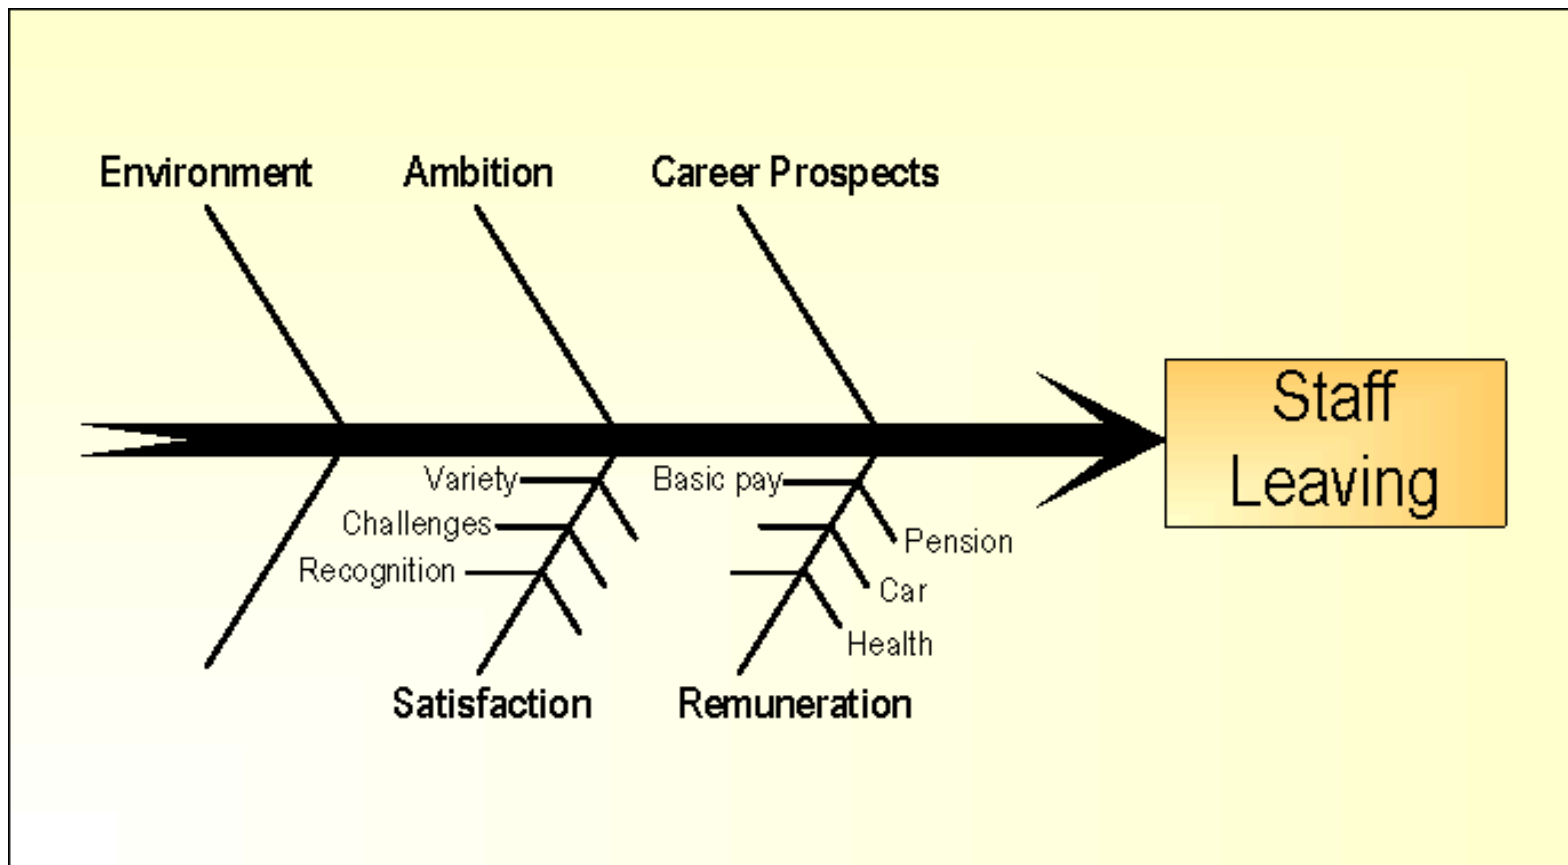 Environment
Ambition
Career Prospects
Staff
Leaving
Variety
Challenges
Recognition
Basic pay
Pension
Car
Health
Satisfaction
Remuneration